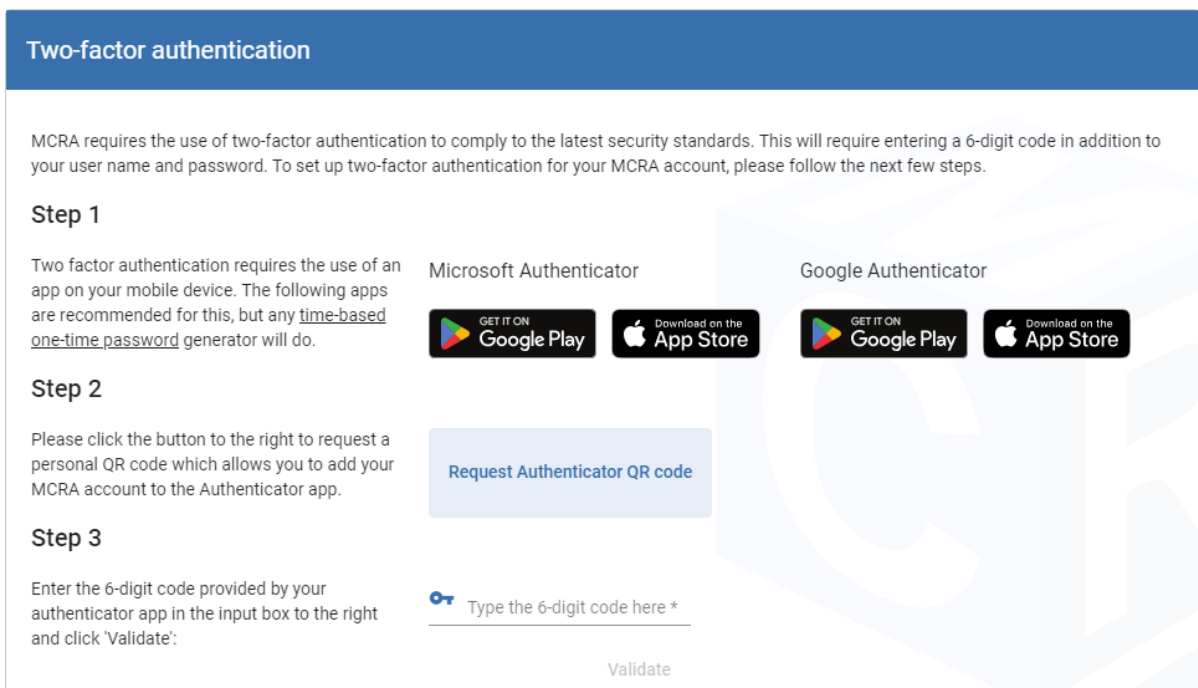 Two-factor authentication
MCRA requires the use of two-factor authentication to comply to the latest security standards. This will require entering a 6-digit code in addition to
your user name and password. To set up two-factor authentication for your MCRA account, please follow the next few steps.
Step 1
Two factor authentication requires the use of an
app on your mobile device. The following apps
are recommended for this, but any time-based
one-time password generator will do.
Microsoft Authenticator
GET IT ON
Google Play
Download on the
App Store
Google Authenticator
GET IT ON
Google Play
Download on the
App Store
Step 2
Please click the button to the right to request a
personal QR code which allows you to add your
MCRA account to the Authenticator app.
Request Authenticator QR code
Step 3
Enter the 6-digit code provided by your
authenticator app in the input box to the right
and click 'Validate':
Type the 6-digit code here *
Validate